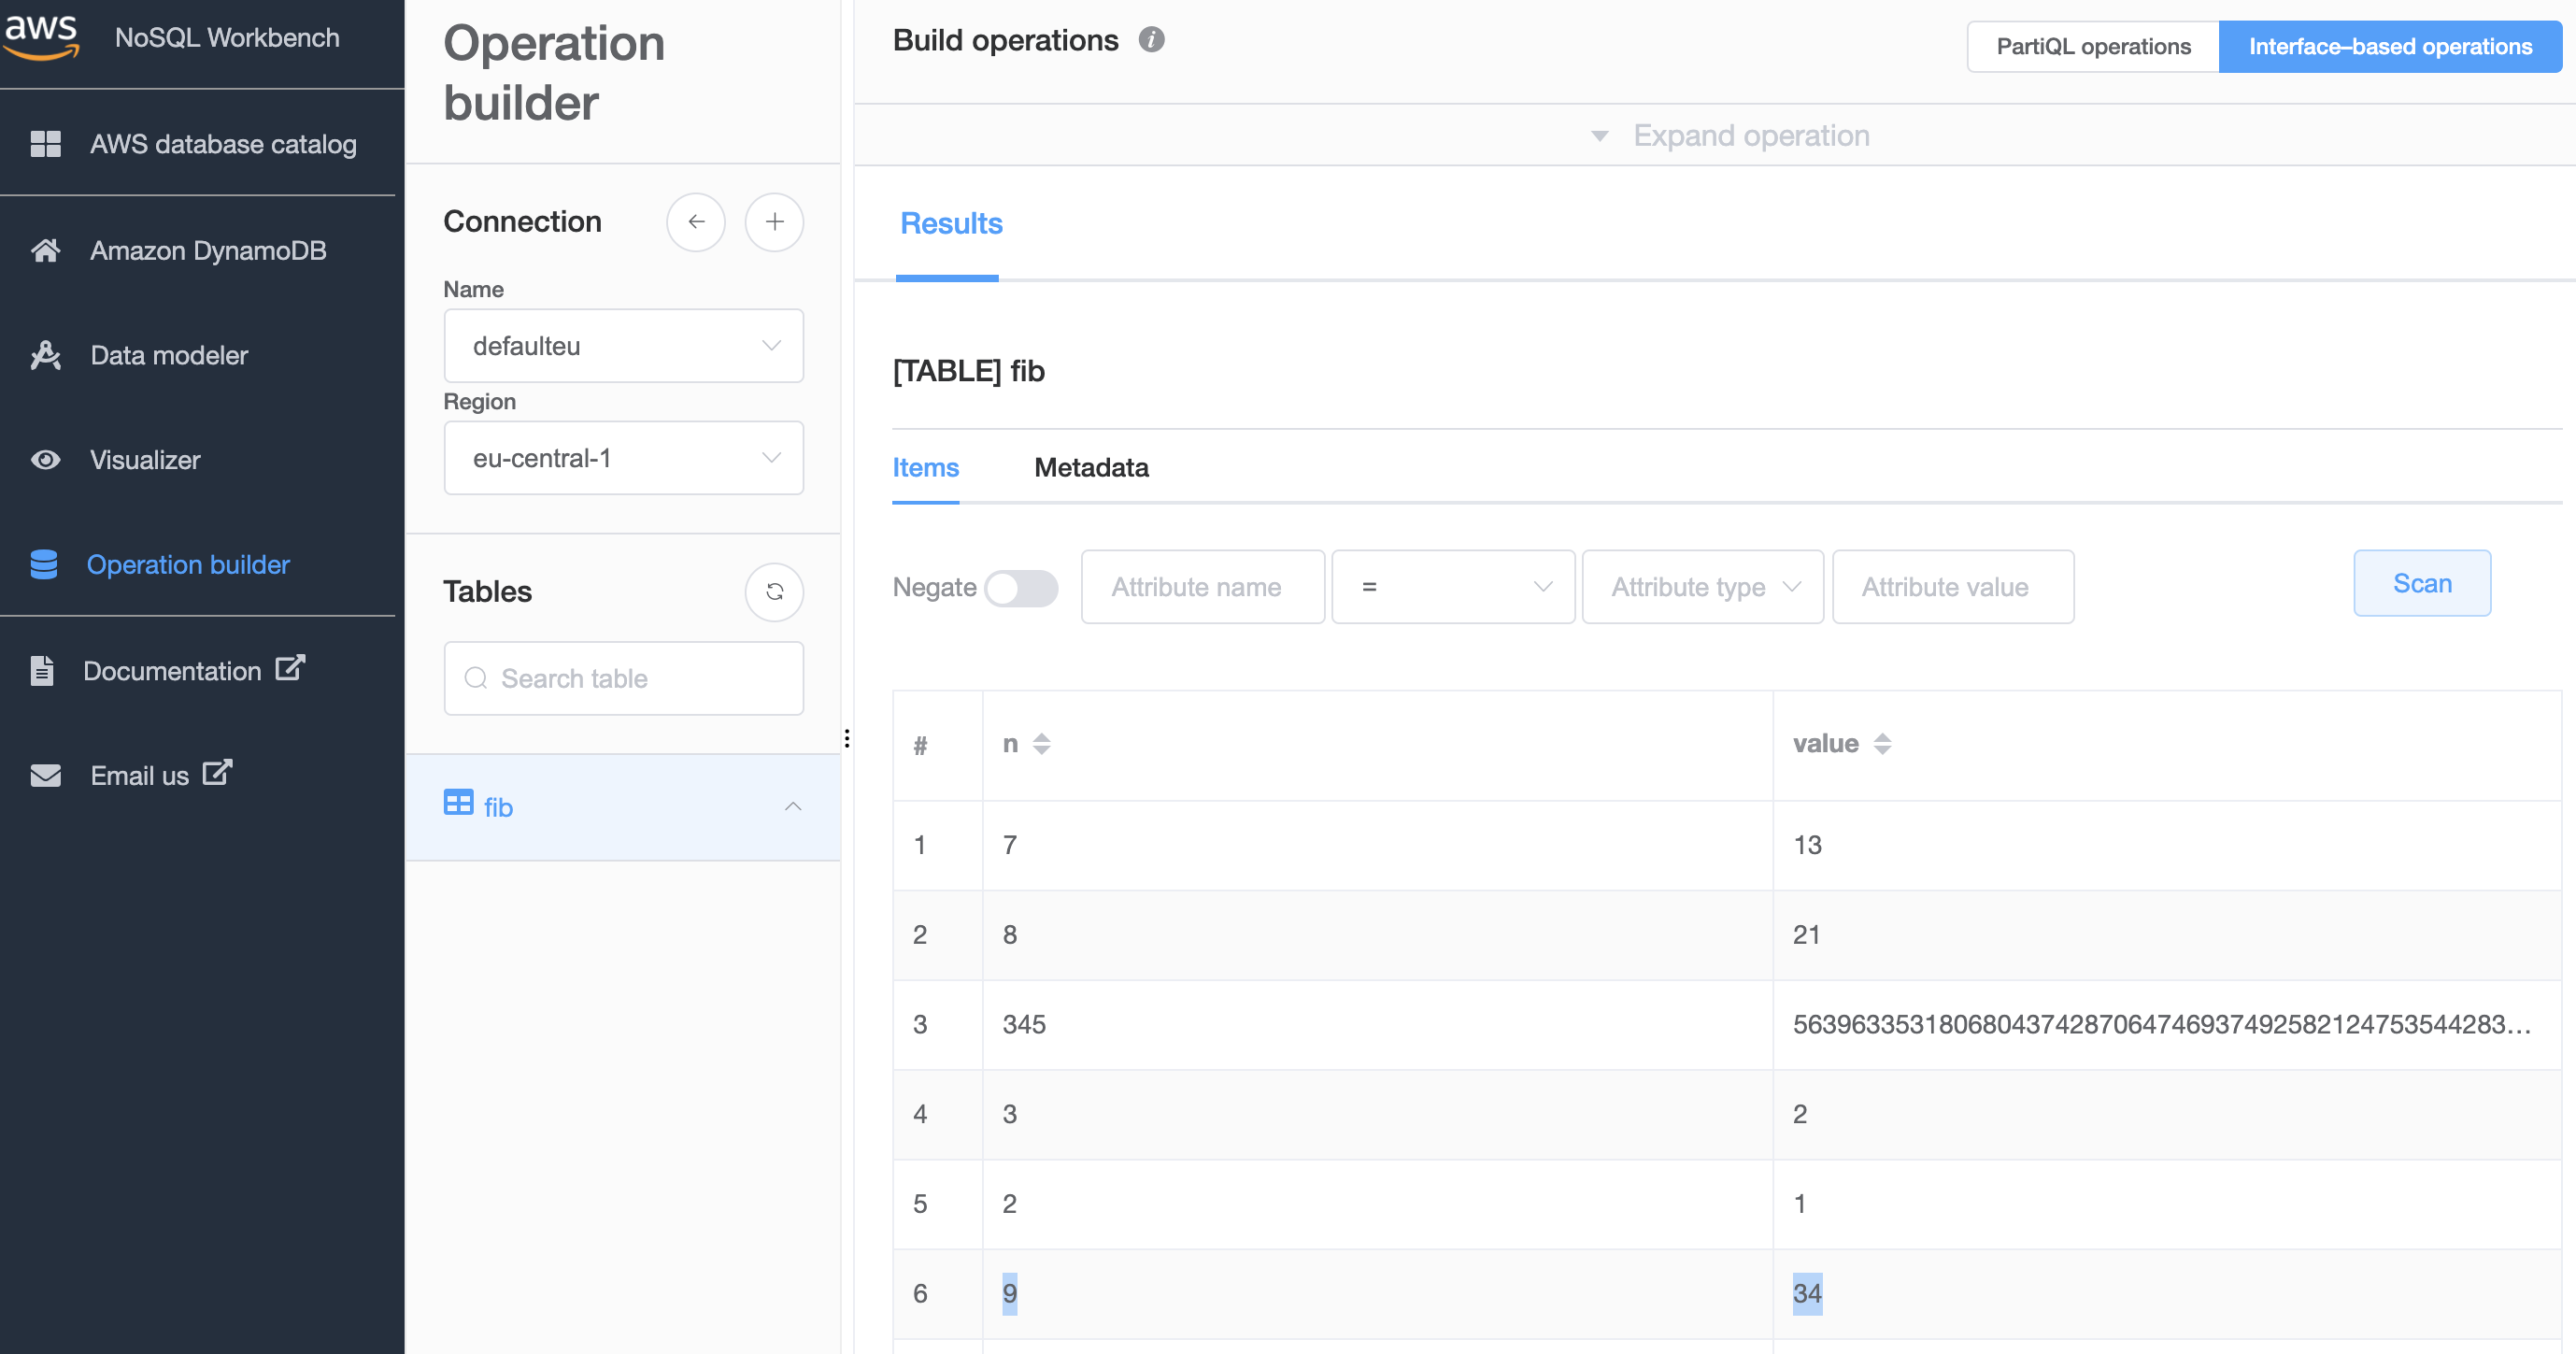 aws NoSQL Workbench
AWS database catalog
Amazon DynamoDB
Data modeler
Visualizer
Operation builder
Documentation
Email us
Operation
builder
Connection
Name
defaulteu
Region
eu-central-1
Tables
Search table
fib
Build operations
PartiQL operations
Interface–based operations
Expand operation
Results
[TABLE] fib
Items Metadata
Negate Attribute name = Attribute type Attribute value Scan
# n value
1 7 13
2 8 21
3 345 5639633531806804374287064746937492582124753544283...
4 3 2
5 2 1
6 9 34